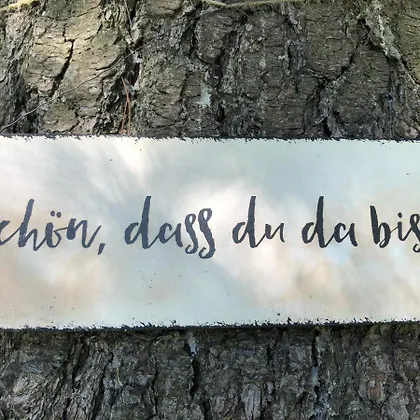 chön, dass du da bis